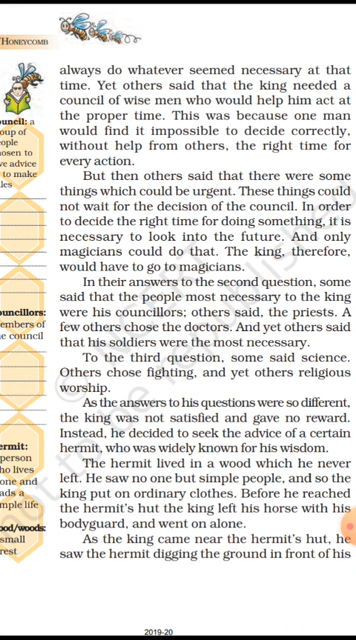 HONEYCOMB
always do whatever seemed necessary at that
time. Yet others said that the king needed a
council of wise men who would help him act at
the proper time. This was because one man
would find it impossible to decide correctly,
without help from others, the right time for
every action.
But then others said that there were some
things which could be urgent. These things could
not wait for the decision of the council. In order
to decide the right time for doing something, it is
necessary to look into the future. And only
magicians could do that. The king, therefore,
would have to go to magicians.
In their answers to the second question, some
said that the people most necessary to the king
were his councillors; others said, the priests. A
few others chose the doctors. And yet others said
that his soldiers were the most necessary.
To the third question, some said science.
Others chose fighting, and yet others religious
worship.
As the answers to his questions were so different,
the king was not satisfied and gave no reward.
Instead, he decided to seek the advice of a certain
hermit, who was widely known for his wisdom.
The hermit lived in a wood which he never
left. He saw no one but simple people, and so the
king put on ordinary clothes. Before he reached
the hermit's hut the king left his horse with his
bodyguard, and went on alone.
As the king came near the hermit's hut, he
saw the hermit digging the ground in front of his
uncil: a
oup of
eople
osen to
ve advice
to make
les
ouncillors:
embers of
e council
ermit:
person
ho lives
one and
ads a
mple life
ood/woods:
small
rest
2019-20